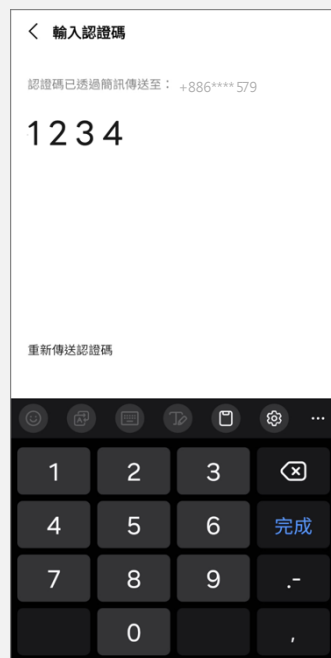 輸入認證碼
認證碼已透過簡訊傳送至： +886****579
1234
重新傳送認證碼
1 2 3
4 5 6 完成
7 8 9 .-
0 ,